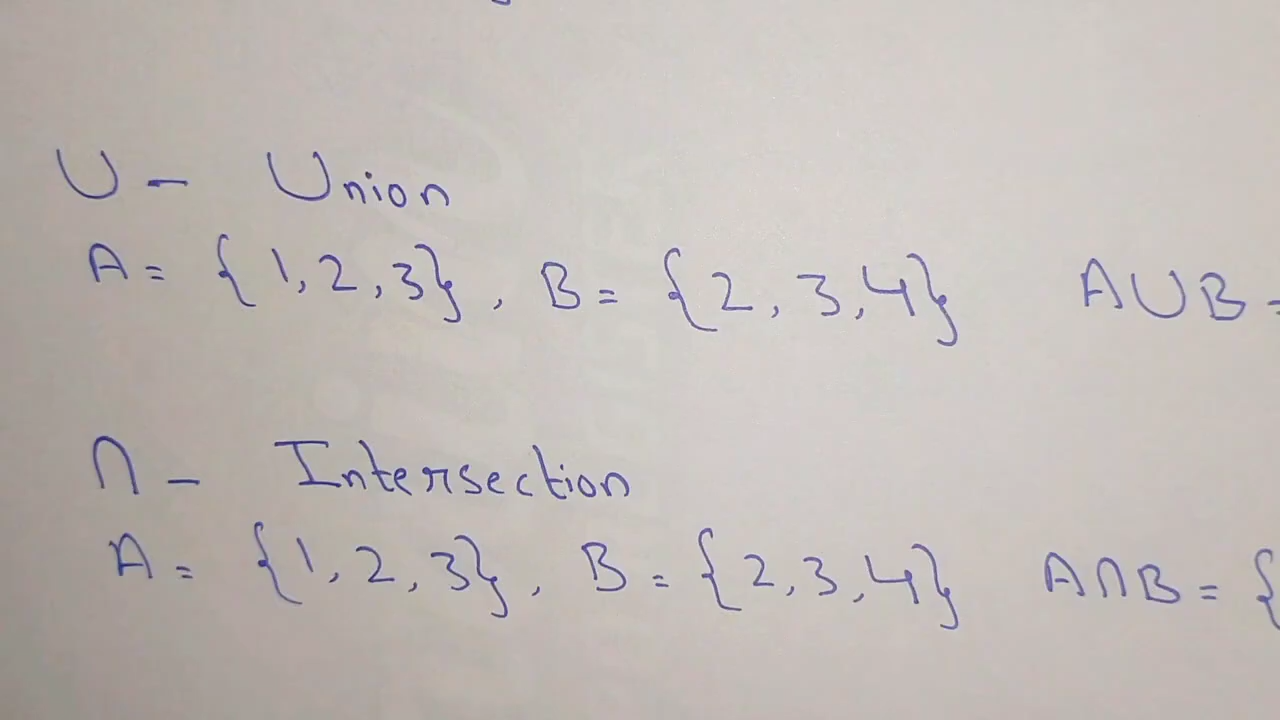 ∪ - Union
A = {1, 2, 3}, B = {2, 3, 4} A∪B =
∩ - Intersection
A = {1, 2, 3}, B = {2, 3, 4} A∩B = {